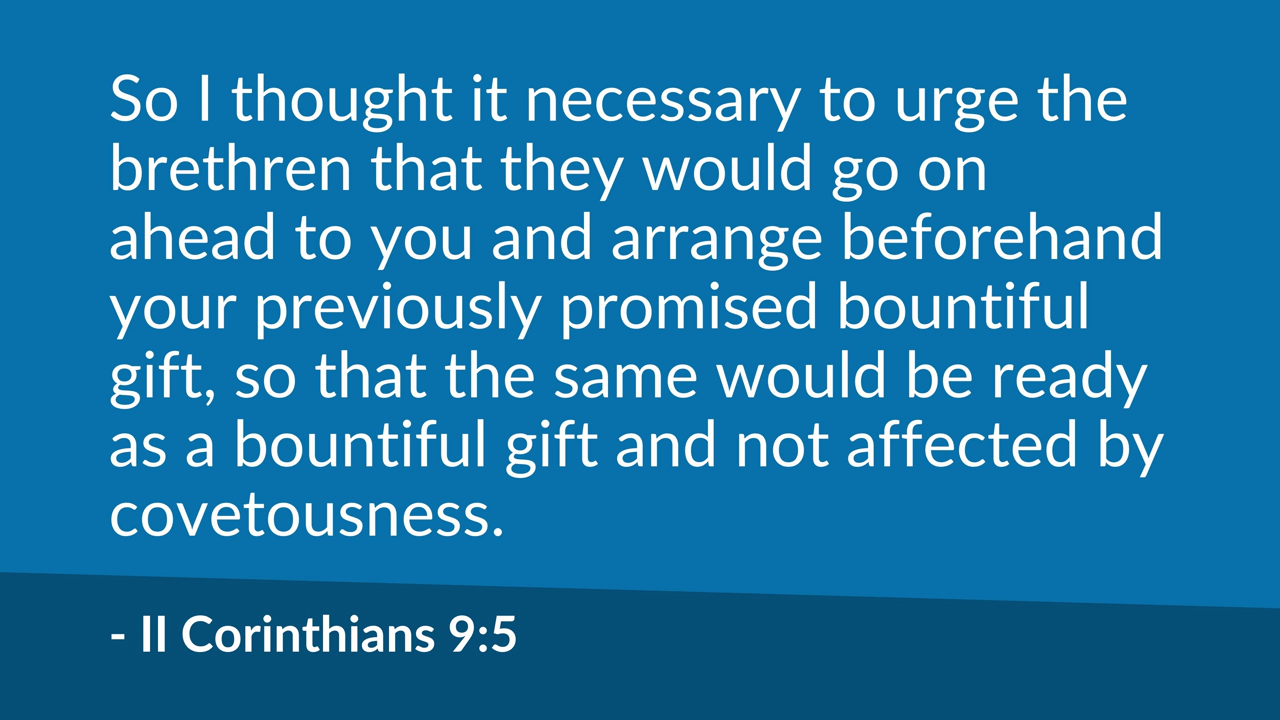 So I thought it necessary to urge the
brethren that they would go on
ahead to you and arrange beforehand
your previously promised bountiful
gift, so that the same would be ready
as a bountiful gift and not affected by
covetousness.
- II Corinthians 9:5